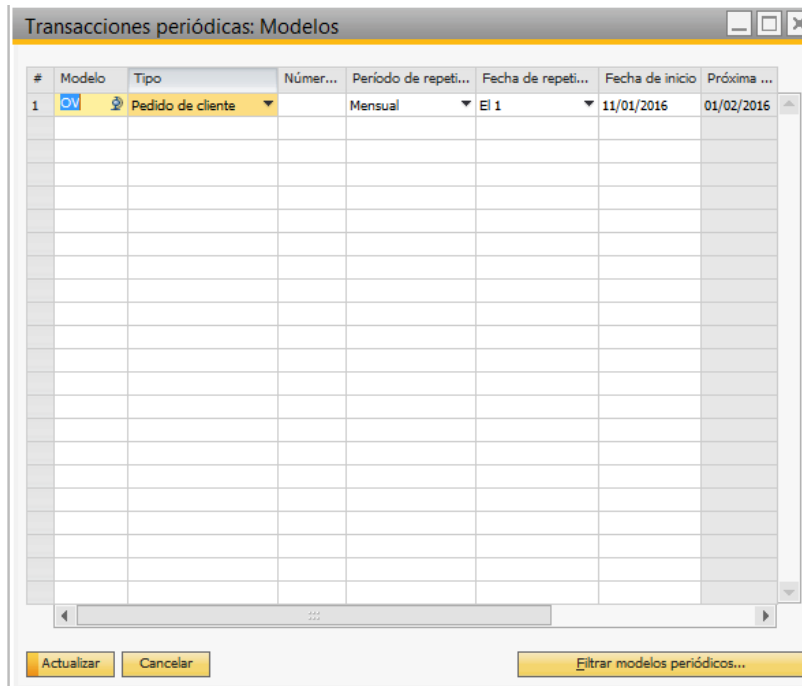 Transacciones periódicas: Modelos
# Modelo Tipo Númer... Período de repeti... Fecha de repeti... Fecha de inicio Próxima ...
1 OV Pedido de cliente Mensual El 1 11/01/2016 01/02/2016
Actualizar Cancelar Filtrar modelos periódicos...